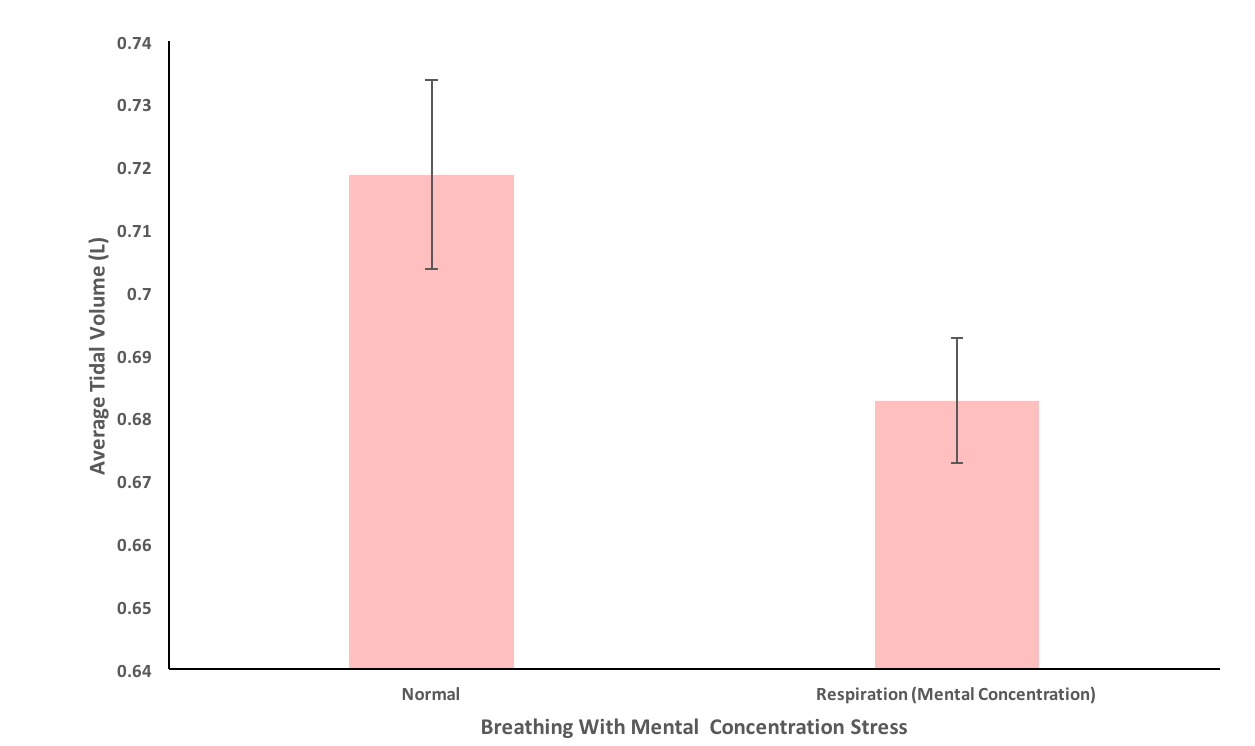 0.74
0.73
0.72
0.71
0.7
0.69
0.68
0.67
0.66
0.65
0.64
Average Tidal Volume (L)
Normal
Respiration (Mental Concentration)
Breathing With Mental  Concentration Stress